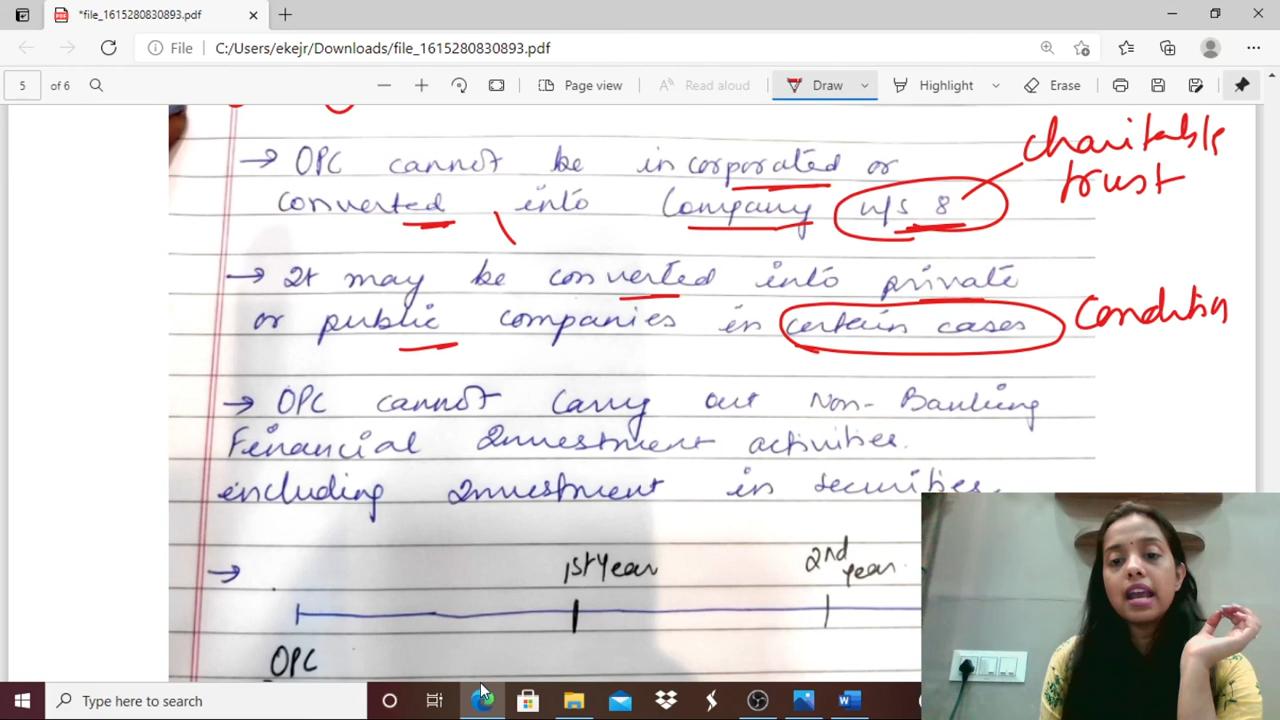 *file_1615280830893.pdf
File C:/Users/ekejr/Downloads/file_1615280830893.pdf
5 of 6 Page view Read aloud Draw Highlight Erase
charitable
trust
→ OPC cannot be incorporated or
converted into Company u/s 8
→ It may be converted into private
or public companies in certain cases
Condition
→ OPC cannot carry out Non-Banking
Financial Investment activities.
including Investment in securities.
→ 1st Year 2nd year.
OPC
Type here to search